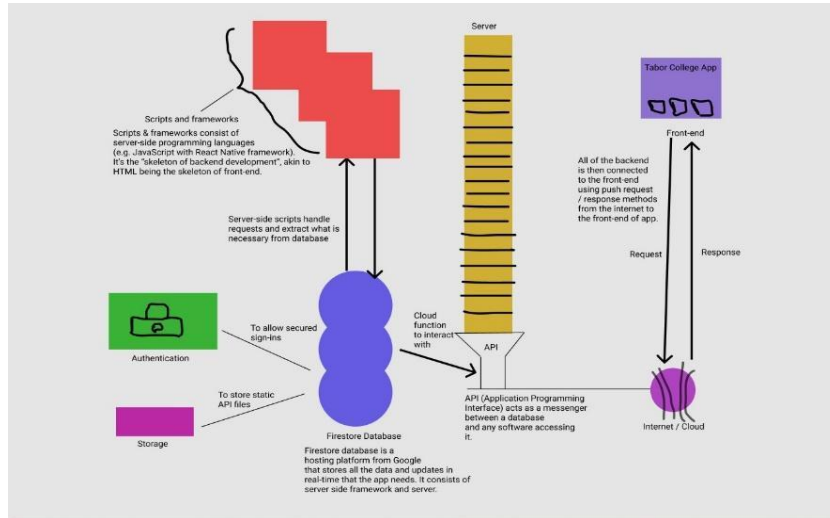 Server
Tabor College App
Front-end
Scripts and frameworks
Scripts & frameworks consist of
server-side programming languages
(e.g. JavaScript with React Native framework).
It's the "skeleton of backend development", akin to
HTML being the skeleton of front-end.
All of the backend
is then connected
to the front-end
using push request
/ response methods
from the internet to
the front-end of app.
Server-side scripts handle
requests and extract what is
necessary from database
Request
Response
Authentication
To allow secured
sign-ins
Cloud
function
to interact
with
API
To store static
API files
Storage
Firestore Database
Firestore database is a
hosting platform from Google
that stores all the data and updates in
real-time that the app needs. It consists of
server side framework and server.
API (Application Programming
Interface) acts as a messenger
between a database
and any software accessing
it.
Internet / Cloud